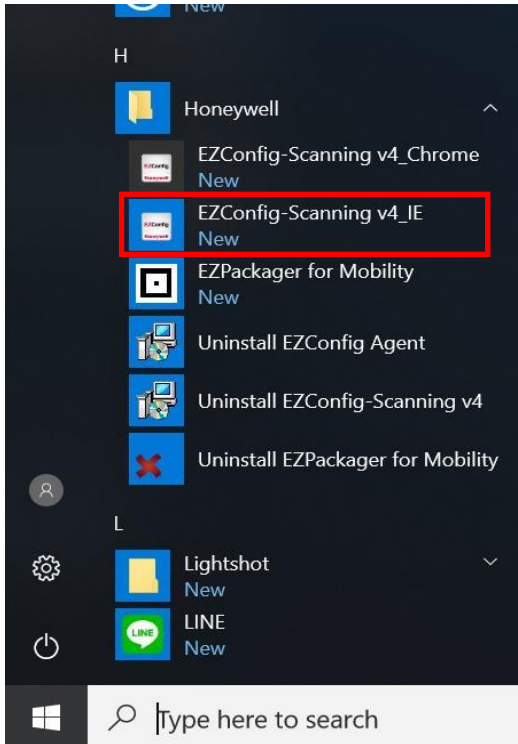 New
H
Honeywell
EZConfig-Scanning v4_Chrome
New
EZConfig-Scanning v4_IE
New
EZPackager for Mobility
New
Uninstall EZConfig Agent
Uninstall EZConfig-Scanning v4
Uninstall EZPackager for Mobility
L
Lightshot
New
LINE
LINE
New
Type here to search